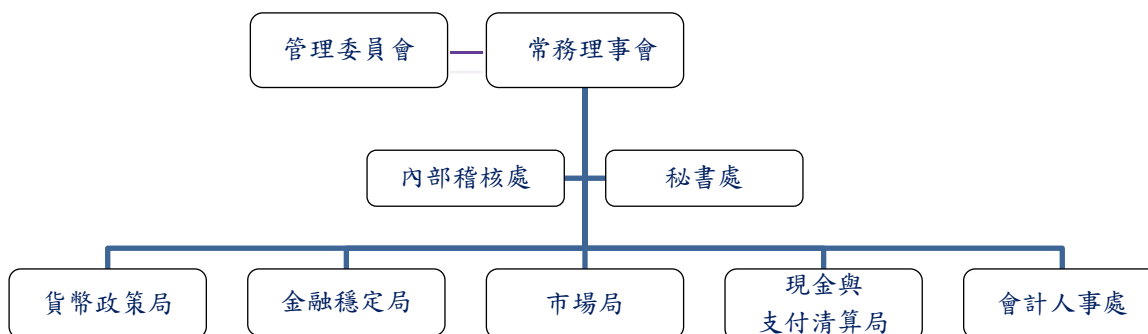 管理委員會
常務理事會
內部稽核處
秘書處
貨幣政策局
金融穩定局
市場局
現金與
支付清算局
會計人事處